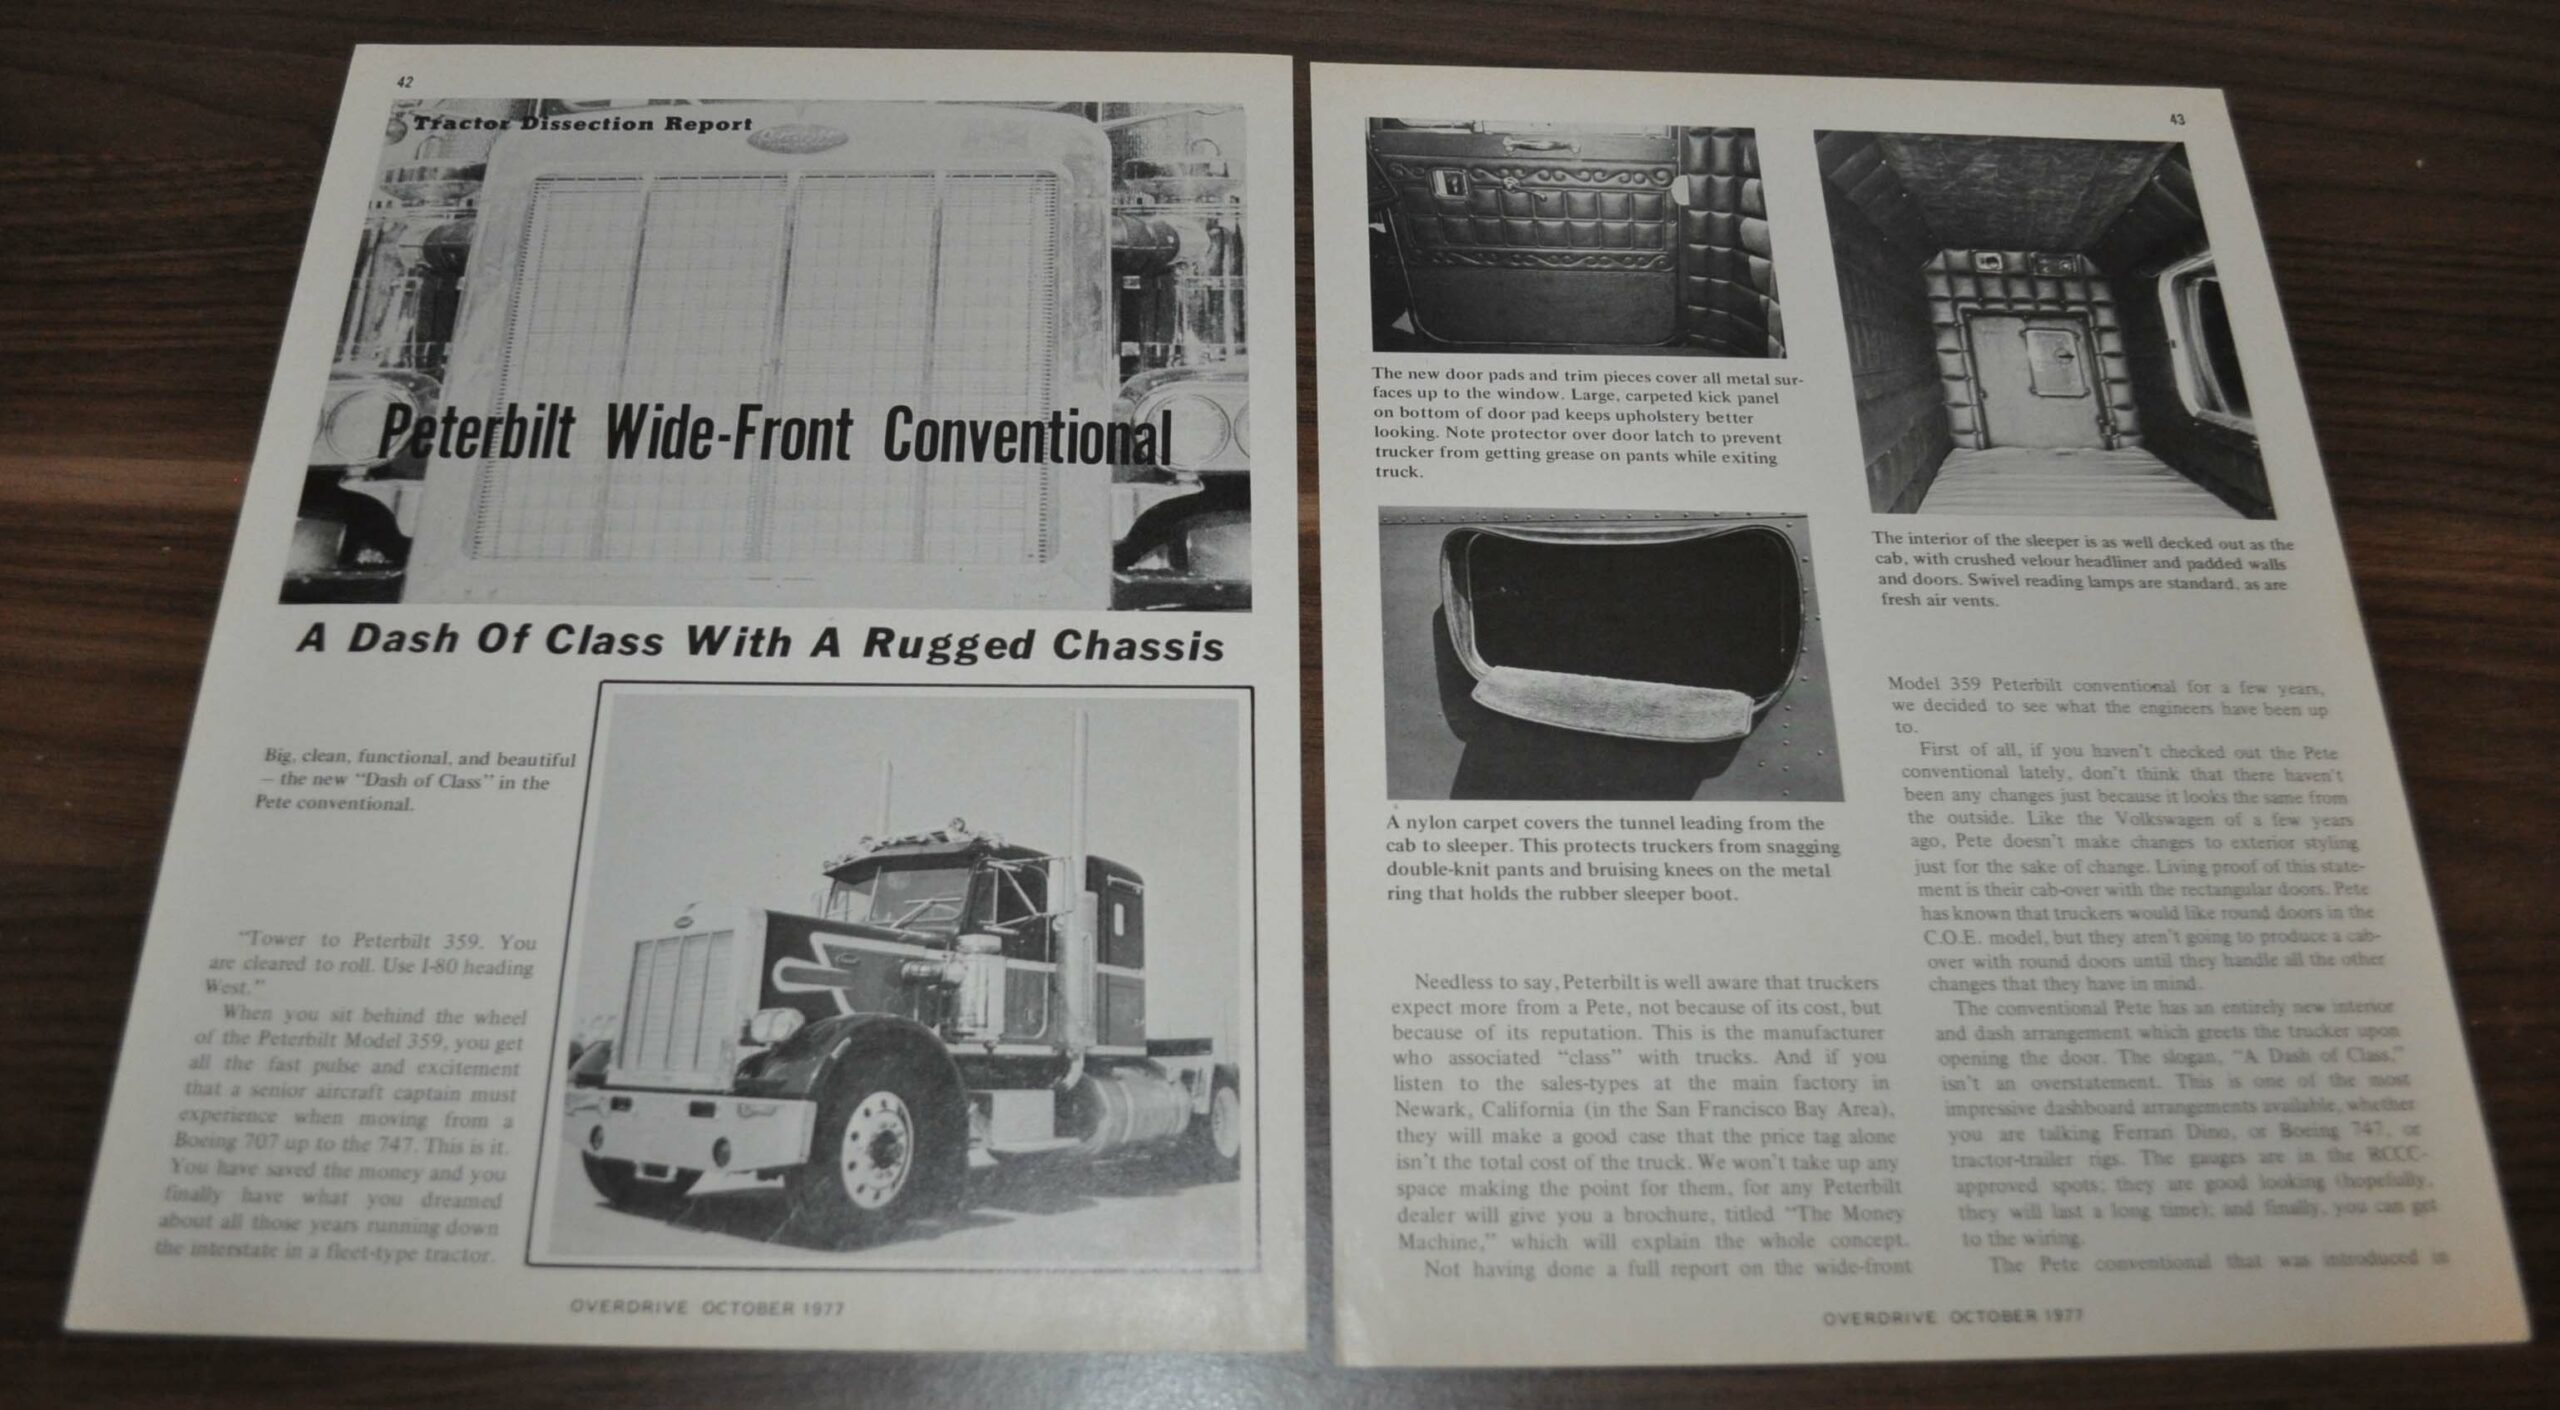 42
Tractor Dissection Report
Peterbilt
Peterbilt Wide-Front Conventional
A Dash Of Class With A Rugged Chassis
Big, clean, functional, and beautiful
— the new "Dash of Class" in the
Pete conventional.
"Tower to Peterbilt 359. You
are cleared to roll. Use I-80 heading
West."
When you sit behind the wheel
of the Peterbilt Model 359, you get
all the fast pulse and excitement
that a senior aircraft captain must
experience when moving from a
Boeing 707 up to the 747. This is it.
You have saved the money and you
finally have what you dreamed
about all those years running down
the interstate in a fleet-type tractor.
OVERDRIVE OCTOBER 1977
43
The new door pads and trim pieces cover all metal sur-
faces up to the window. Large, carpeted kick panel
on bottom of door pad keeps upholstery better
looking. Note protector over door latch to prevent
trucker from getting grease on pants while exiting
truck.
The interior of the sleeper is as well decked out as the
cab, with crushed velour headliner and padded walls
and doors. Swivel reading lamps are standard, as are
fresh air vents.
A nylon carpet covers the tunnel leading from the
cab to sleeper. This protects truckers from snagging
double-knit pants and bruising knees on the metal
ring that holds the rubber sleeper boot.
Needless to say, Peterbilt is well aware that truckers
expect more from a Pete, not because of its cost, but
because of its reputation. This is the manufacturer
who associated "class" with trucks. And if you
listen to the sales-types at the main factory in
Newark, California (in the San Francisco Bay Area),
they will make a good case that the price tag alone
isn't the total cost of the truck. We won't take up any
space making the point for them, for any Peterbilt
dealer will give you a brochure, titled "The Money
Machine," which will explain the whole concept.
Not having done a full report on the wide-front
Model 359 Peterbilt conventional for a few years,
we decided to see what the engineers have been up
to.
First of all, if you haven't checked out the Pete
conventional lately, don't think that there haven't
been any changes just because it looks the same from
the outside. Like the Volkswagen of a few years
ago, Pete doesn't make changes to exterior styling
just for the sake of change. Living proof of this state-
ment is their cab-over with the rectangular doors. Pete
has known that truckers would like round doors in the
C.O.E. model, but they aren't going to produce a cab-
over with round doors until they handle all the other
changes that they have in mind.
The conventional Pete has an entirely new interior
and dash arrangement which greets the trucker upon
opening the door. The slogan, "A Dash of Class,"
isn't an overstatement. This is one of the most
impressive dashboard arrangements available, whether
you are talking Ferrari Dino, or Boeing 747, or
tractor-trailer rigs. The gauges are in the RCCC-
approved spots; they are good looking (hopefully,
they will last a long time); and finally, you can get
to the wiring.
The Pete conventional that was introduced in
OVERDRIVE OCTOBER 1977